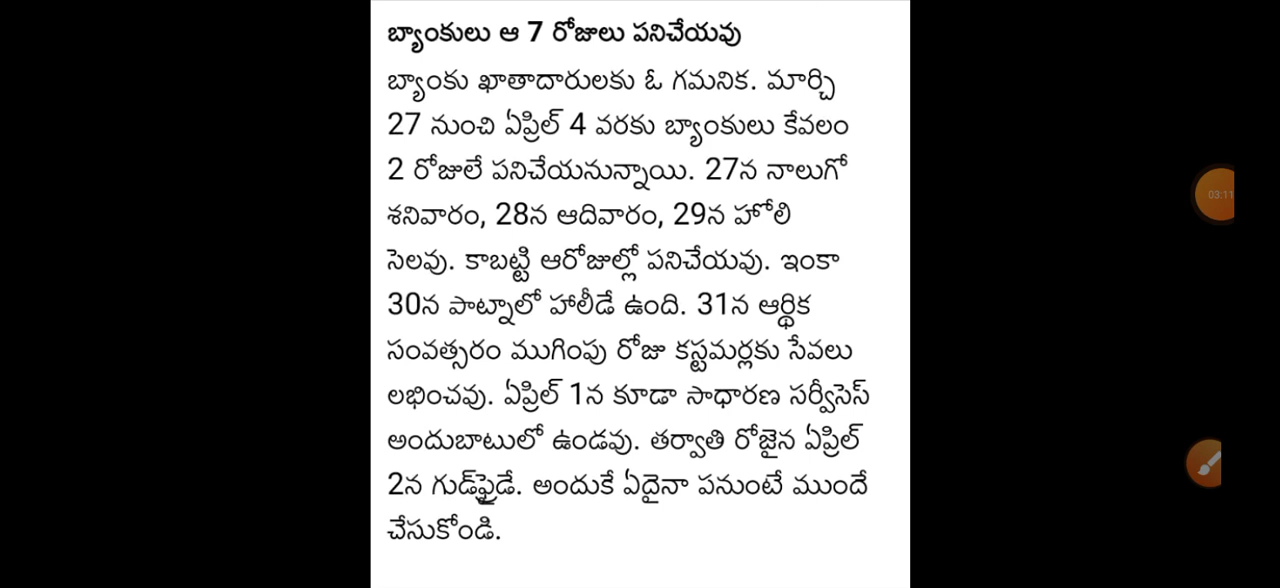 బ్యాంకులు ఆ 7 రోజులు పనిచేయవు
బ్యాంకు ఖాతాదారులకు ఓ గమనిక. మార్చి
27 నుంచి ఏప్రిల్ 4 వరకు బ్యాంకులు కేవలం
2 రోజులే పనిచేయనున్నాయి. 27న నాలుగో
శనివారం, 28న ఆదివారం, 29న హోలి
సెలవు. కాబట్టి ఆరోజుల్లో పనిచేయవు. ఇంకా
30న పాట్నాలో హాలీడే ఉంది. 31న ఆర్థిక
సంవత్సరం ముగింపు రోజు కస్టమర్లకు సేవలు
లభించవు. ఏప్రిల్ 1న కూడా సాధారణ సర్వీసెస్
అందుబాటులో ఉండవు. తర్వాతి రోజైన ఏప్రిల్
2న గుడ్‌ఫ్రైడే. అందుకే ఏదైనా పనుంటే ముందే
చేసుకోండి.
03:11